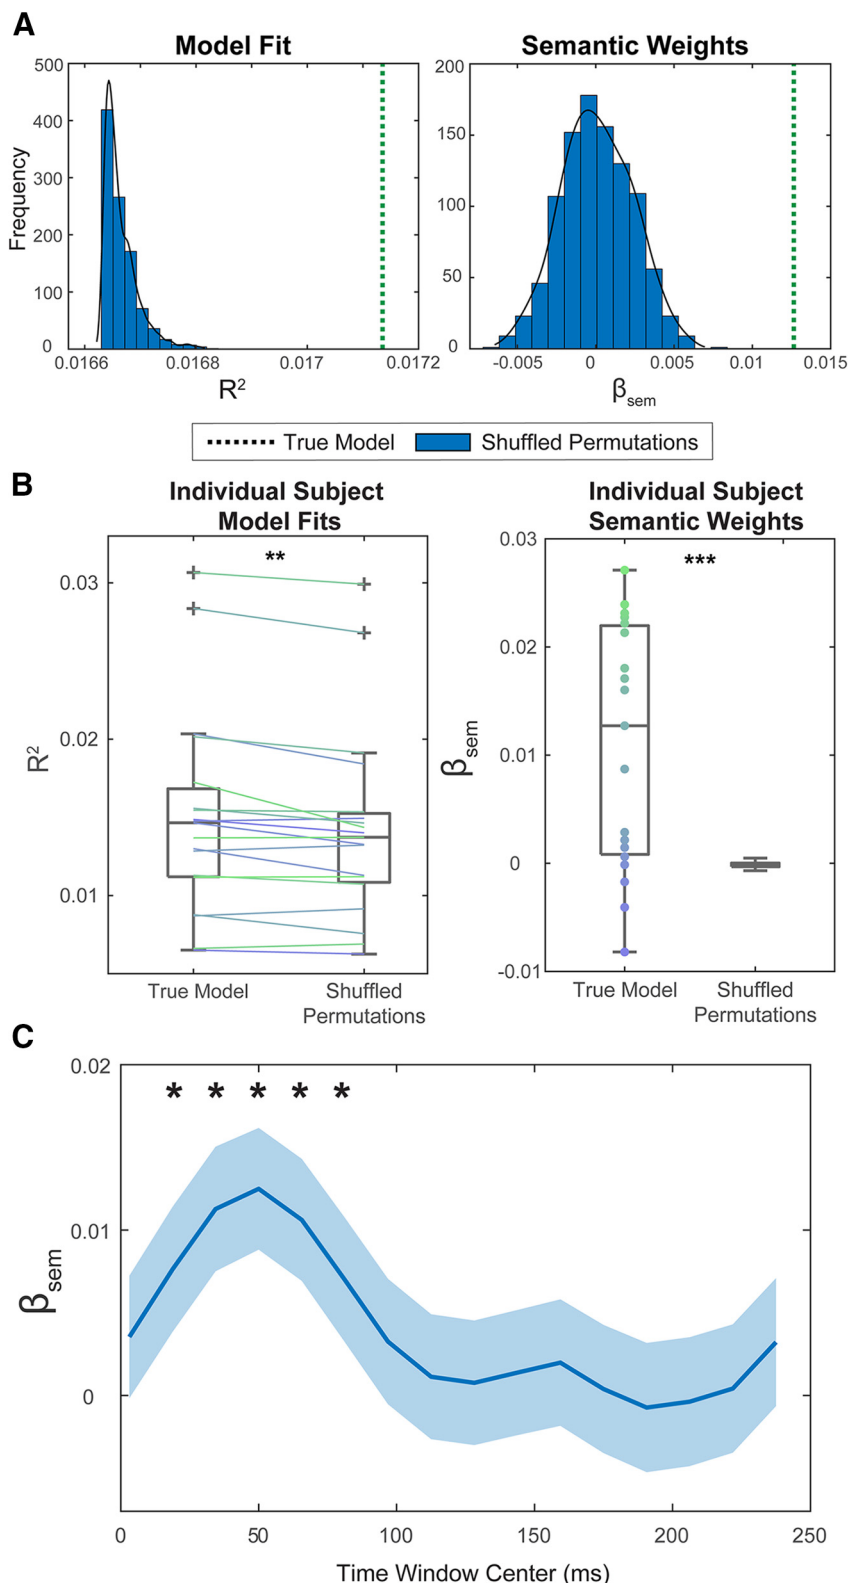 A
Model Fit
Semantic Weights
500
400
300
200
100
0
Frequency
0.0166
0.0168
0.017
0.0172
R²
200
150
100
50
0
-0.005
0
0.005
0.01
0.015
βsem
True Model
Shuffled Permutations
B
Individual Subject
Model Fits
Individual Subject
Semantic Weights
**
0.03
0.02
0.01
R²
True Model
Shuffled
Permutations
***
0.03
0.02
0.01
0
-0.01
βsem
True Model
Shuffled
Permutations
C
0.02
0.01
0
βsem
* * * * *
0
50
100
150
200
250
Time Window Center (ms)